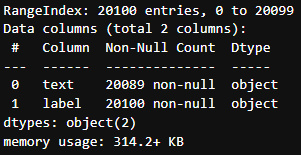 RangeIndex: 20100 entries, 0 to 20099
Data columns (total 2 columns):
 #   Column  Non-Null Count  Dtype
---  ------  --------------  -----
 0   text    20089 non-null  object
 1   label   20100 non-null  object
dtypes: object(2)
memory usage: 314.2+ KB